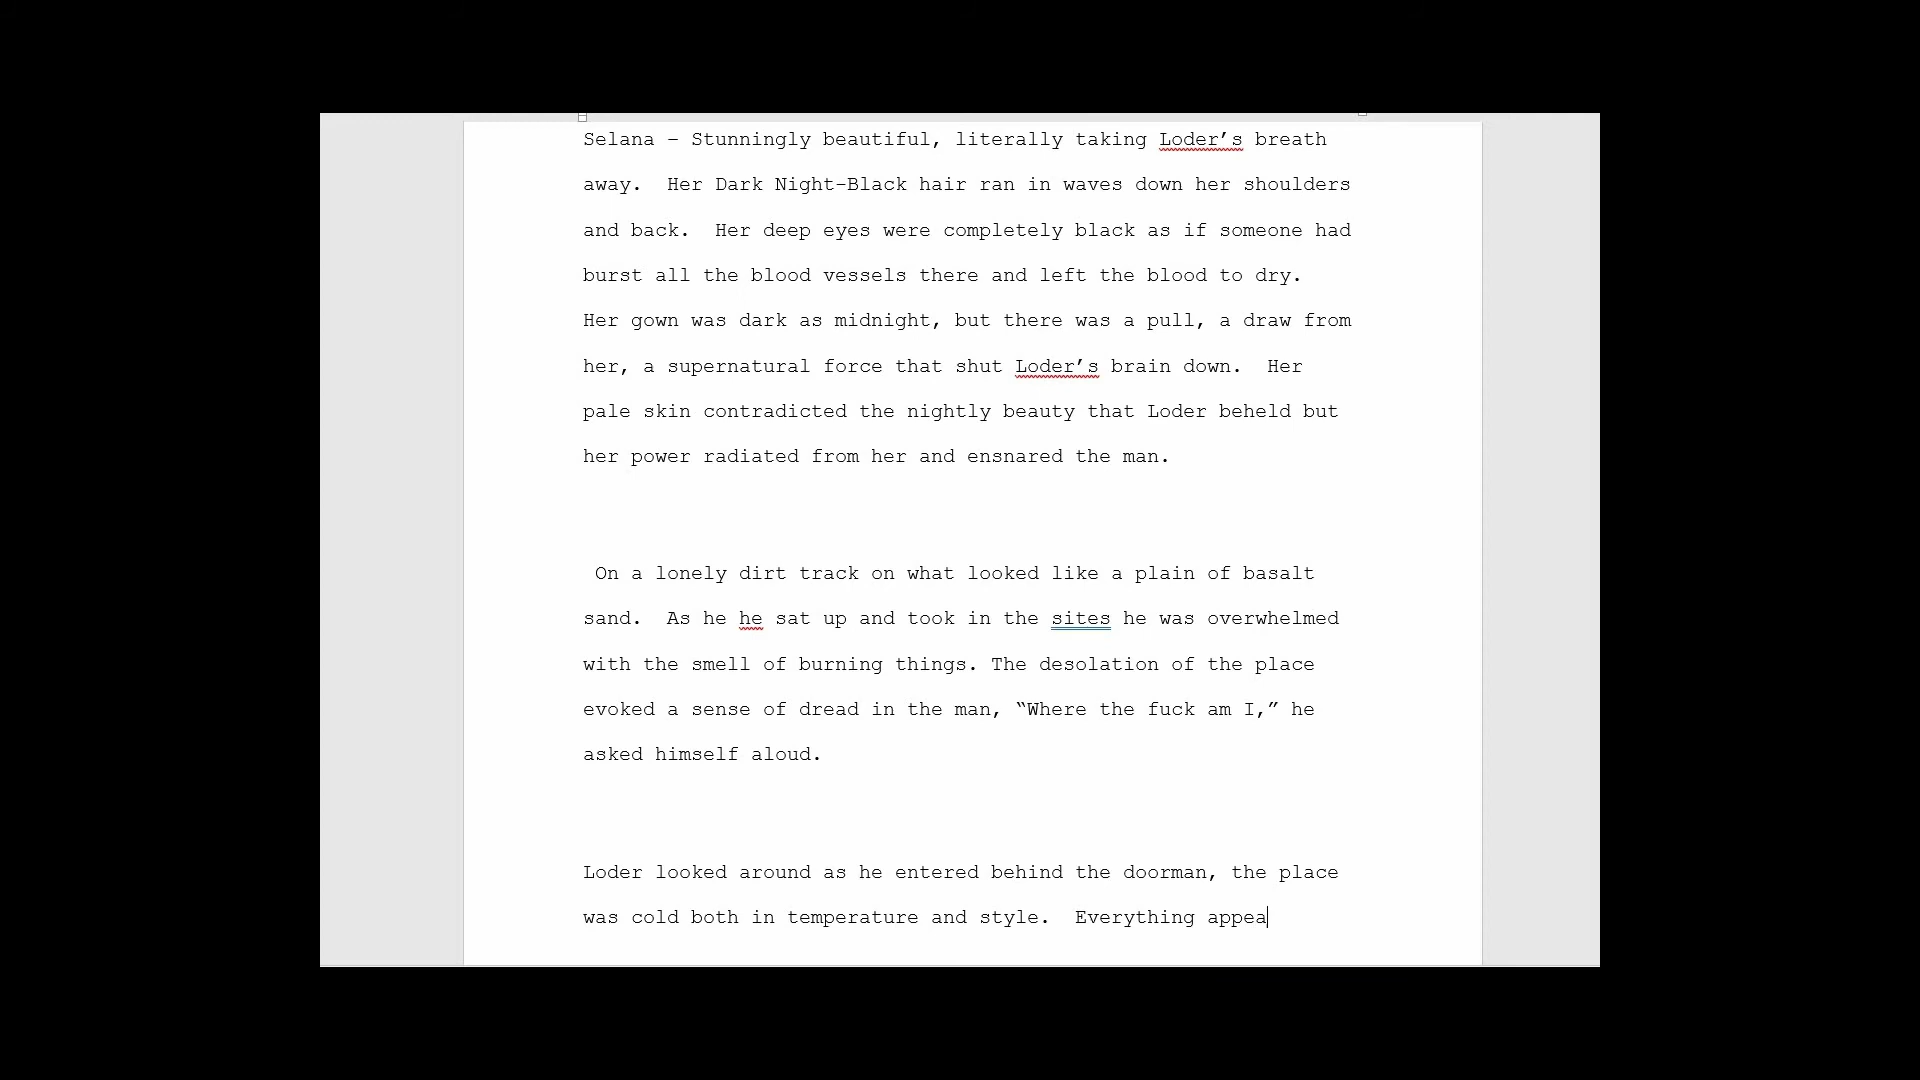 Selana – Stunningly beautiful, literally taking Loder’s breath
away.  Her Dark Night-Black hair ran in waves down her shoulders
and back.  Her deep eyes were completely black as if someone had
burst all the blood vessels there and left the blood to dry.
Her gown was dark as midnight, but there was a pull, a draw from
her, a supernatural force that shut Loder’s brain down.  Her
pale skin contradicted the nightly beauty that Loder beheld but
her power radiated from her and ensnared the man.
On a lonely dirt track on what looked like a plain of basalt
sand.  As he he sat up and took in the sites he was overwhelmed
with the smell of burning things. The desolation of the place
evoked a sense of dread in the man, “Where the fuck am I,” he
asked himself aloud.
Loder looked around as he entered behind the doorman, the place
was cold both in temperature and style.  Everything appea